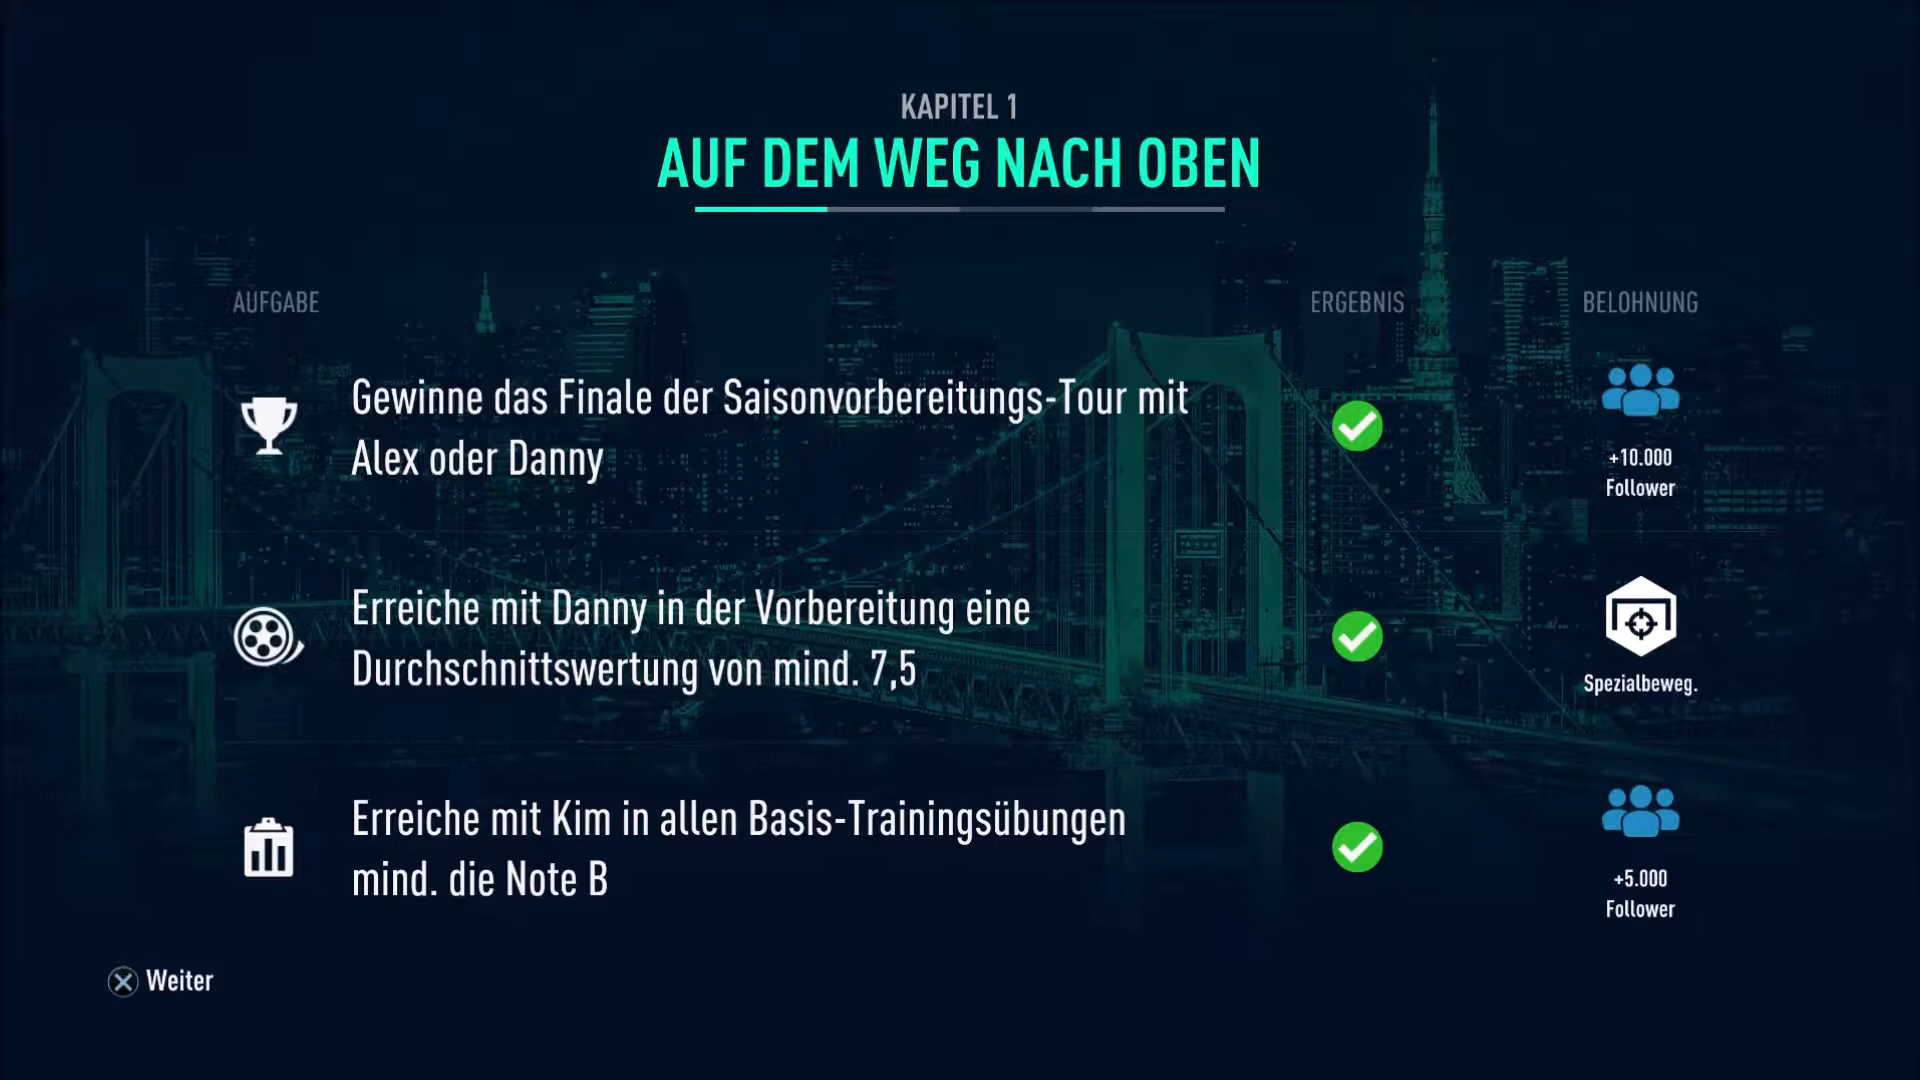 KAPITEL 1
AUF DEM WEG NACH OBEN
AUFGABE
ERGEBNIS
BELOHNUNG
Gewinne das Finale der Saisonvorbereitungs-Tour mit
Alex oder Danny
+10.000
Follower
Erreiche mit Danny in der Vorbereitung eine
Durchschnittswertung von mind. 7,5
Spezialbeweg.
Erreiche mit Kim in allen Basis-Trainingsübungen
mind. die Note B
+5.000
Follower
Weiter